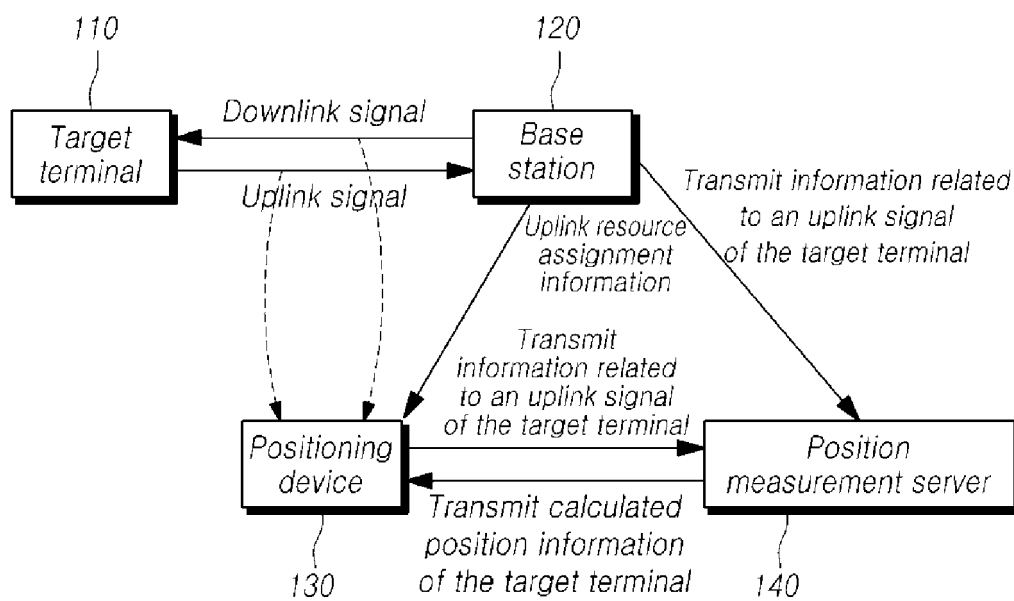 110
120
Target
terminal
Downlink signal
Uplink signal
Base
station
Transmit information related
to an uplink signal
of the target terminal
Uplink resource
assignment
information
Transmit
information related
to an uplink signal
of the target terminal
Positioning
device
Position
measurement server
Transmit calculated
position information
of the target terminal
130
140